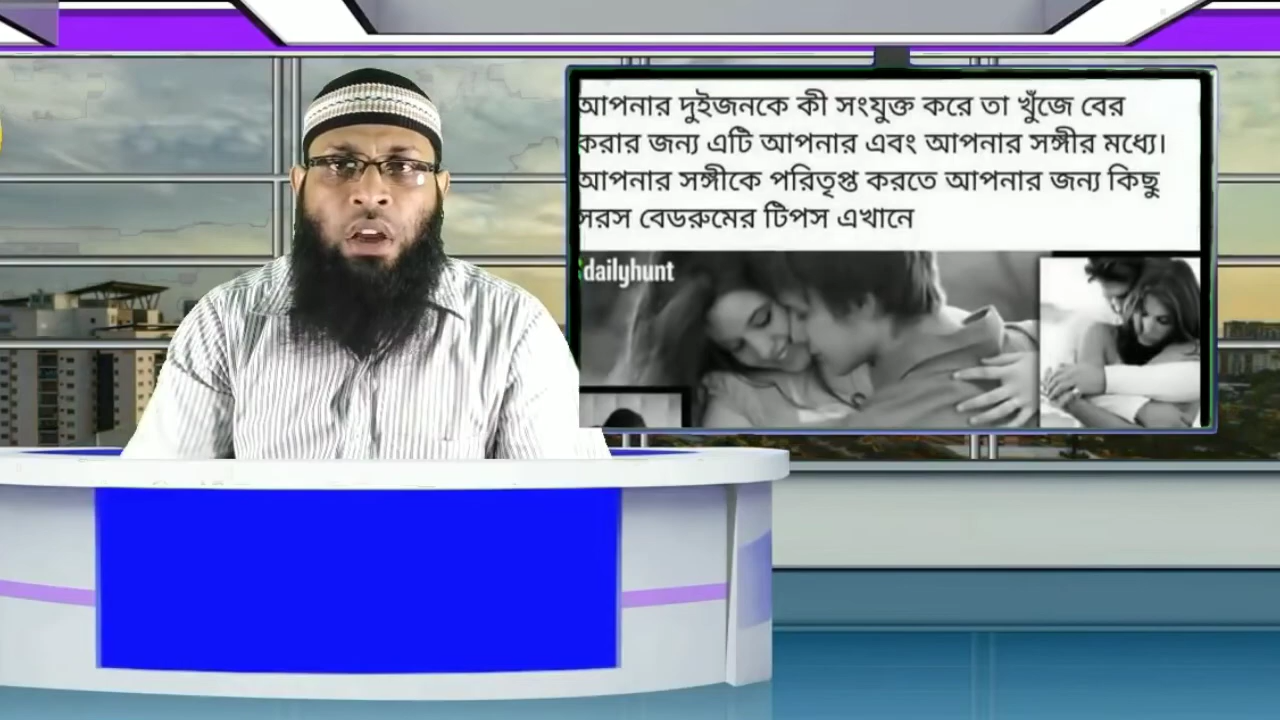 আপনার দুইজনকে কী সংযুক্ত করে তা খুঁজে বের
করার জন্য এটি আপনার এবং আপনার সঙ্গীর মধ্যে।
আপনার সঙ্গীকে পরিতৃপ্ত করতে আপনার জন্য কিছু
সরস বেডরুমের টিপস এখানে
dailyhunt